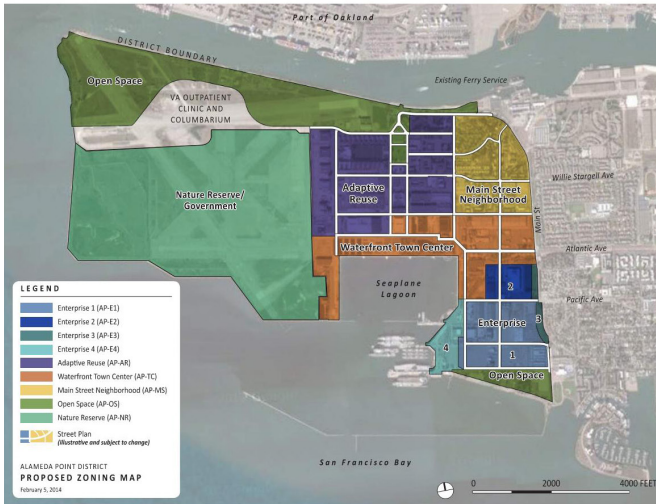 Port of Oakland
DISTRICT BOUNDARY
Open Space
Existing Ferry Service
VA OUTPATIENT
CLINIC AND
COLUMBARIUM
Willie Stargell Ave
Nature Reserve/
Government
Adaptive
Reuse
Main Street
Neighborhood
Main St
Waterfront Town Center
Atlantic Ave
Seaplane
Lagoon
2
Pacific Ave
Enterprise
3
4
1
Open Space
LEGEND
Enterprise 1 (AP-E1)
Enterprise 2 (AP-E2)
Enterprise 3 (AP-E3)
Enterprise 4 (AP-E4)
Adaptive Reuse (AP-AR)
Waterfront Town Center (AP-TC)
Main Street Neighborhood (AP-MS)
Open Space (AP-OS)
Nature Reserve (AP-NR)
Street Plan
(Illustrative and subject to change)
ALAMEDA POINT DISTRICT
PROPOSED ZONING MAP
February 5, 2014
San Francisco Bay
0 2000 4000 FEET